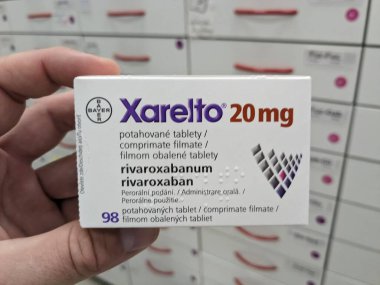 BAYER
BAYER
Xarelto® 20 mg
potahované tablety /
comprimate filmate /
filmom obalené tablety
rivaroxabanum
rivaroxaban
Perorální podání. / Administrare orală. /
Perorálne použitie.
98 potahovaných tablet / comprimate filmate /
filmom obalených tabliet